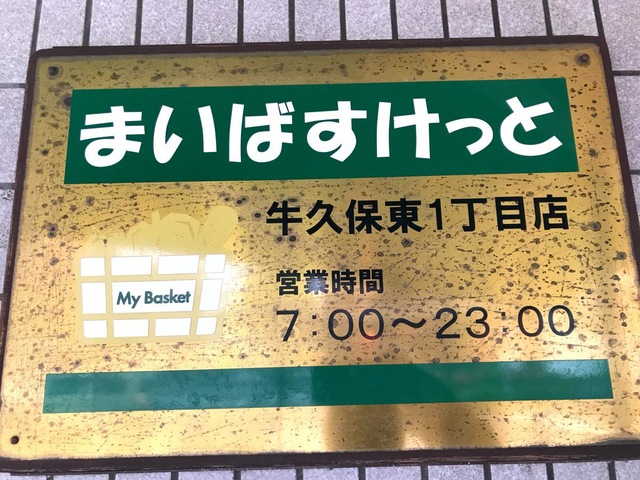 まいばすけっと
牛久保東1丁目店
My Basket
営業時間
7:00～23:00